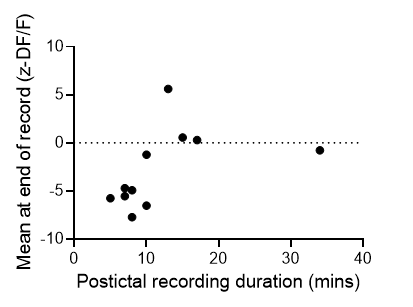 Mean at end of record (z-DF/F)
10
5
0
-5
-10
0 10 20 30 40
Postictal recording duration (mins)